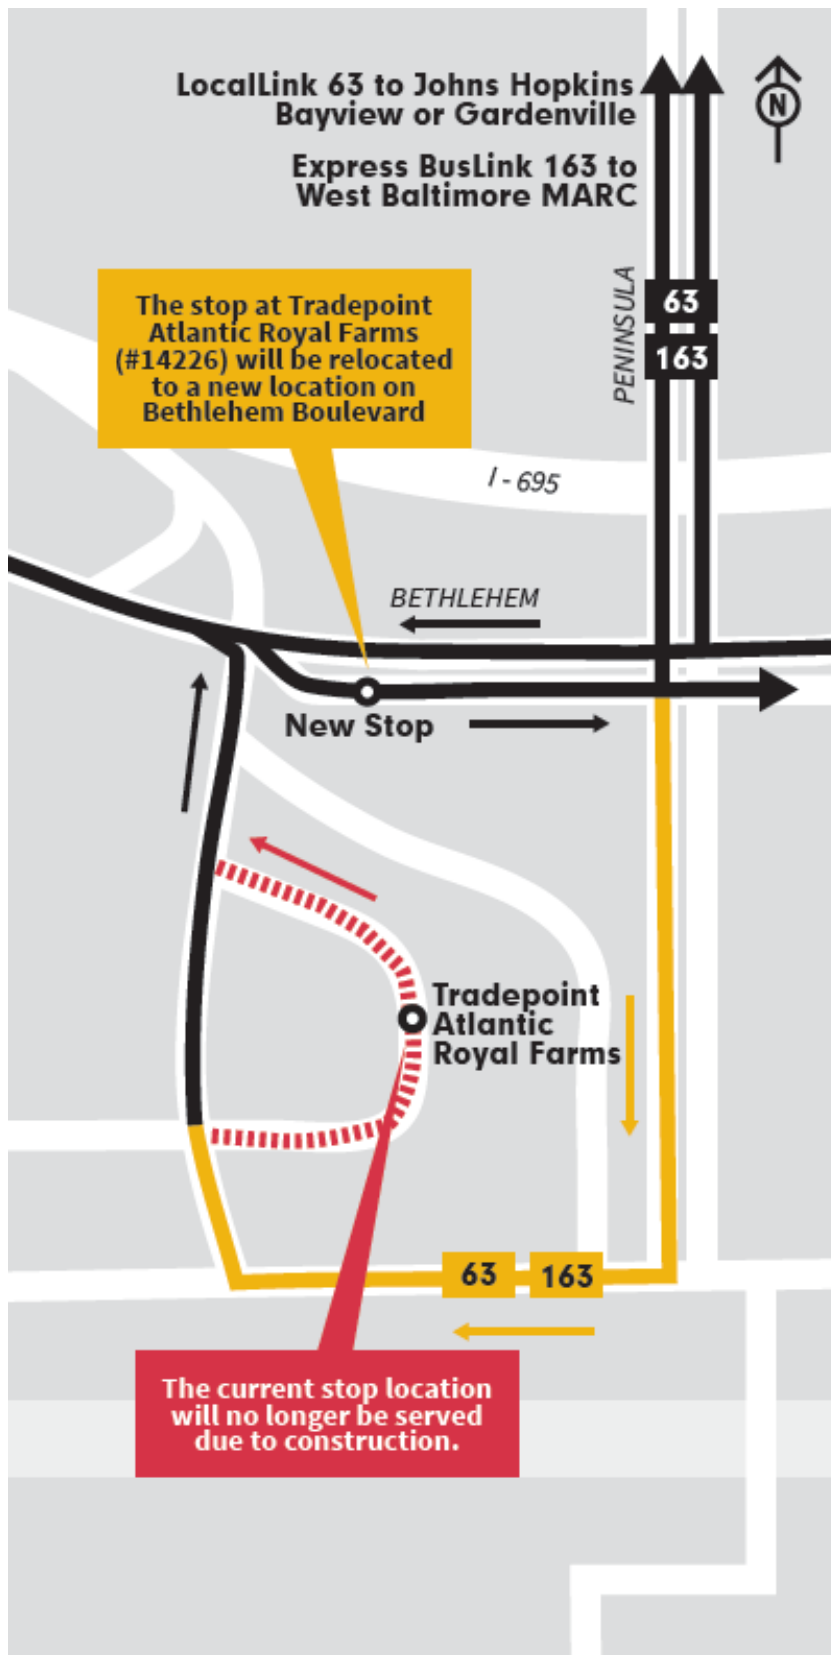 LocalLink 63 to Johns Hopkins
Bayview or Gardenville
N
Express BusLink 163 to
West Baltimore MARC
PENINSULA
63
163
The stop at Tradepoint
Atlantic Royal Farms
(#14226) will be relocated
to a new location on
Bethlehem Boulevard
I - 695
BETHLEHEM
New Stop
Tradepoint
Atlantic
Royal Farms
63
163
The current stop location
will no longer be served
due to construction.